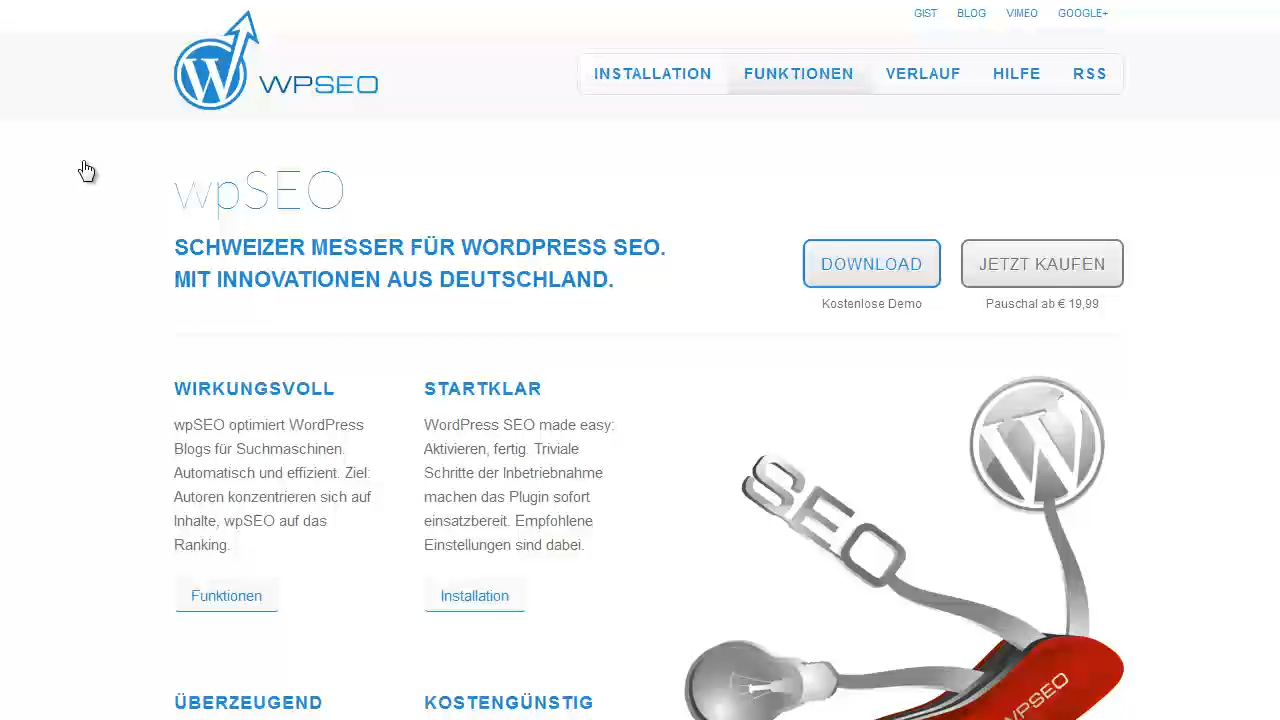 GIST BLOG VIMEO GOOGLE+
WPSEO
INSTALLATION FUNKTIONEN VERLAUF HILFE RSS
wpSEO
SCHWEIZER MESSER FÜR WORDPRESS SEO.
MIT INNOVATIONEN AUS DEUTSCHLAND.
DOWNLOAD
Kostenlose Demo
JETZT KAUFEN
Pauschal ab € 19,99
WIRKUNGSVOLL
wpSEO optimiert WordPress
Blogs für Suchmaschinen.
Automatisch und effizient. Ziel:
Autoren konzentrieren sich auf
Inhalte, wpSEO auf das
Ranking.
Funktionen
STARTKLAR
WordPress SEO made easy:
Aktivieren, fertig. Triviale
Schritte der Inbetriebnahme
machen das Plugin sofort
einsatzbereit. Empfohlene
Einstellungen sind dabei.
Installation
SEO
WPSEO
ÜBERZEUGEND
KOSTENGÜNSTIG